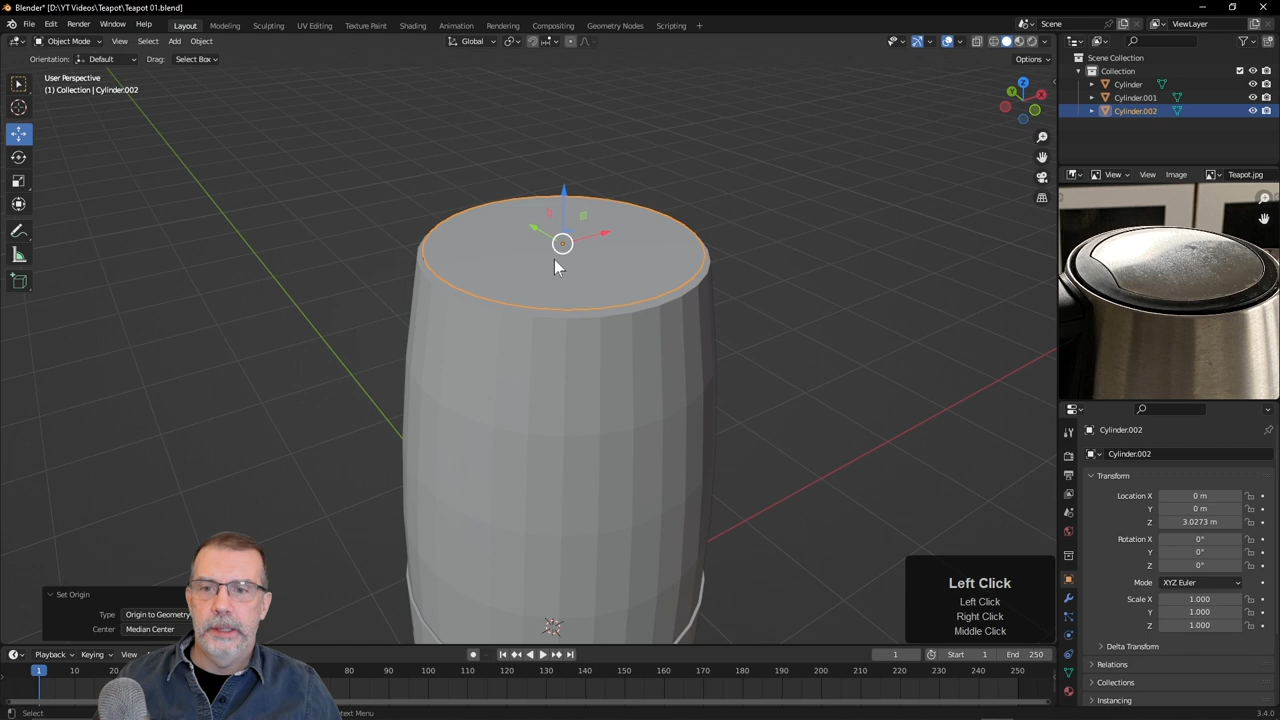 Blender* [D:\YT Videos\Teapot\Teapot 01.blend]
File Edit Render Window Help Layout Modeling Sculpting UV Editing Texture Paint Shading Animation Rendering Compositing Geometry Nodes Scripting + Scene ViewLayer
Object Mode View Select Add Object Global
Orientation: Default Drag: Select Box Options
User Perspective
(1) Collection | Cylinder.002
Scene Collection
Collection
Cylinder
Cylinder.001
Cylinder.002
View View Image Teapot.jpg
Cylinder.002
Cylinder.002
Transform
Location X 0 m
Y 0 m
Z 3.0273 m
Rotation X 0°
Y 0°
Z 0°
Mode XYZ Euler
Scale X 1.000
Y 1.000
Z 1.000
Delta Transform
Relations
Collections
Instancing
Left Click
Left Click
Right Click
Middle Click
Set Origin
Type Origin to Geometry
Center Median Center
Playback Keying View 1 Start 1 End 250
1 10 80 90 100 110 120 130 140 150 160 170 180 190 200 210 220 230 240 250
Select text Menu 3.4.0